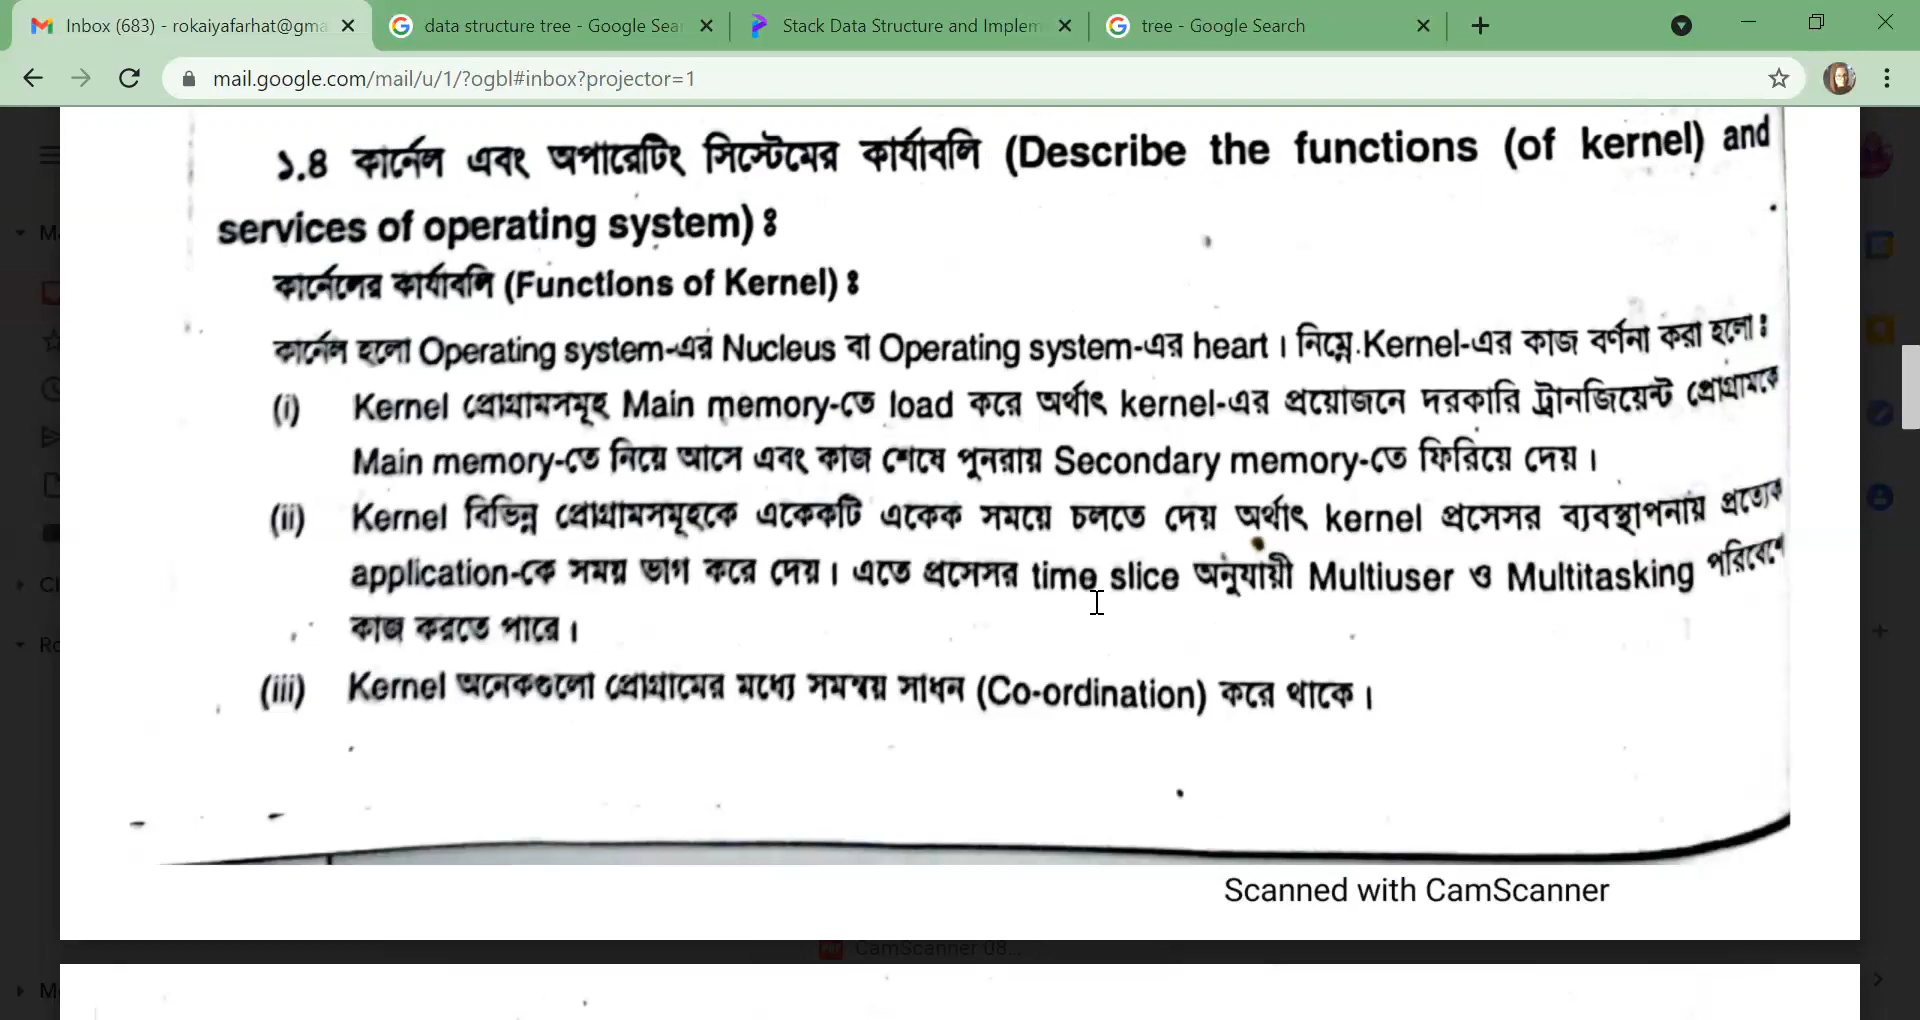 Inbox (683) - rokaiyafarhat@gma
data structure tree - Google Sear
Stack Data Structure and Implem
tree - Google Search
mail.google.com/mail/u/1/?ogbl#inbox?projector=1
১.৪ কার্নেল এবং অপারেটিং সিস্টেমের কার্যাবলি (Describe the functions (of kernel) and
services of operating system) ঃ
কার্নেলের কার্যাবলি (Functions of Kernel) ঃ
কার্নেল হলো Operating system-এর Nucleus বা Operating system-এর heart । নিম্নে Kernel-এর কাজ বর্ণনা করা হলো ঃ
(i) Kernel প্রোগ্রামসমূহ Main memory-তে load করে অর্থাৎ kernel-এর প্রয়োজনে দরকারি ট্রানজিয়েন্ট প্রোগ্রামকে
Main memory-তে নিয়ে আসে এবং কাজ শেষে পুনরায় Secondary memory-তে ফিরিয়ে দেয় ।
(ii) Kernel বিভিন্ন প্রোগ্রামসমূহকে একেকটি একেক সময়ে চলতে দেয় অর্থাৎ kernel প্রসেসর ব্যবস্থাপনায় প্রত্যেক
application-কে সময় ভাগ করে দেয় । এতে প্রসেসর time slice অনুযায়ী Multiuser ও Multitasking পরিবেশে
কাজ করতে পারে ।
(iii) Kernel অনেকগুলো প্রোগ্রামের মধ্যে সমন্বয় সাধন (Co-ordination) করে থাকে ।
Scanned with CamScanner
CamScanner 08...